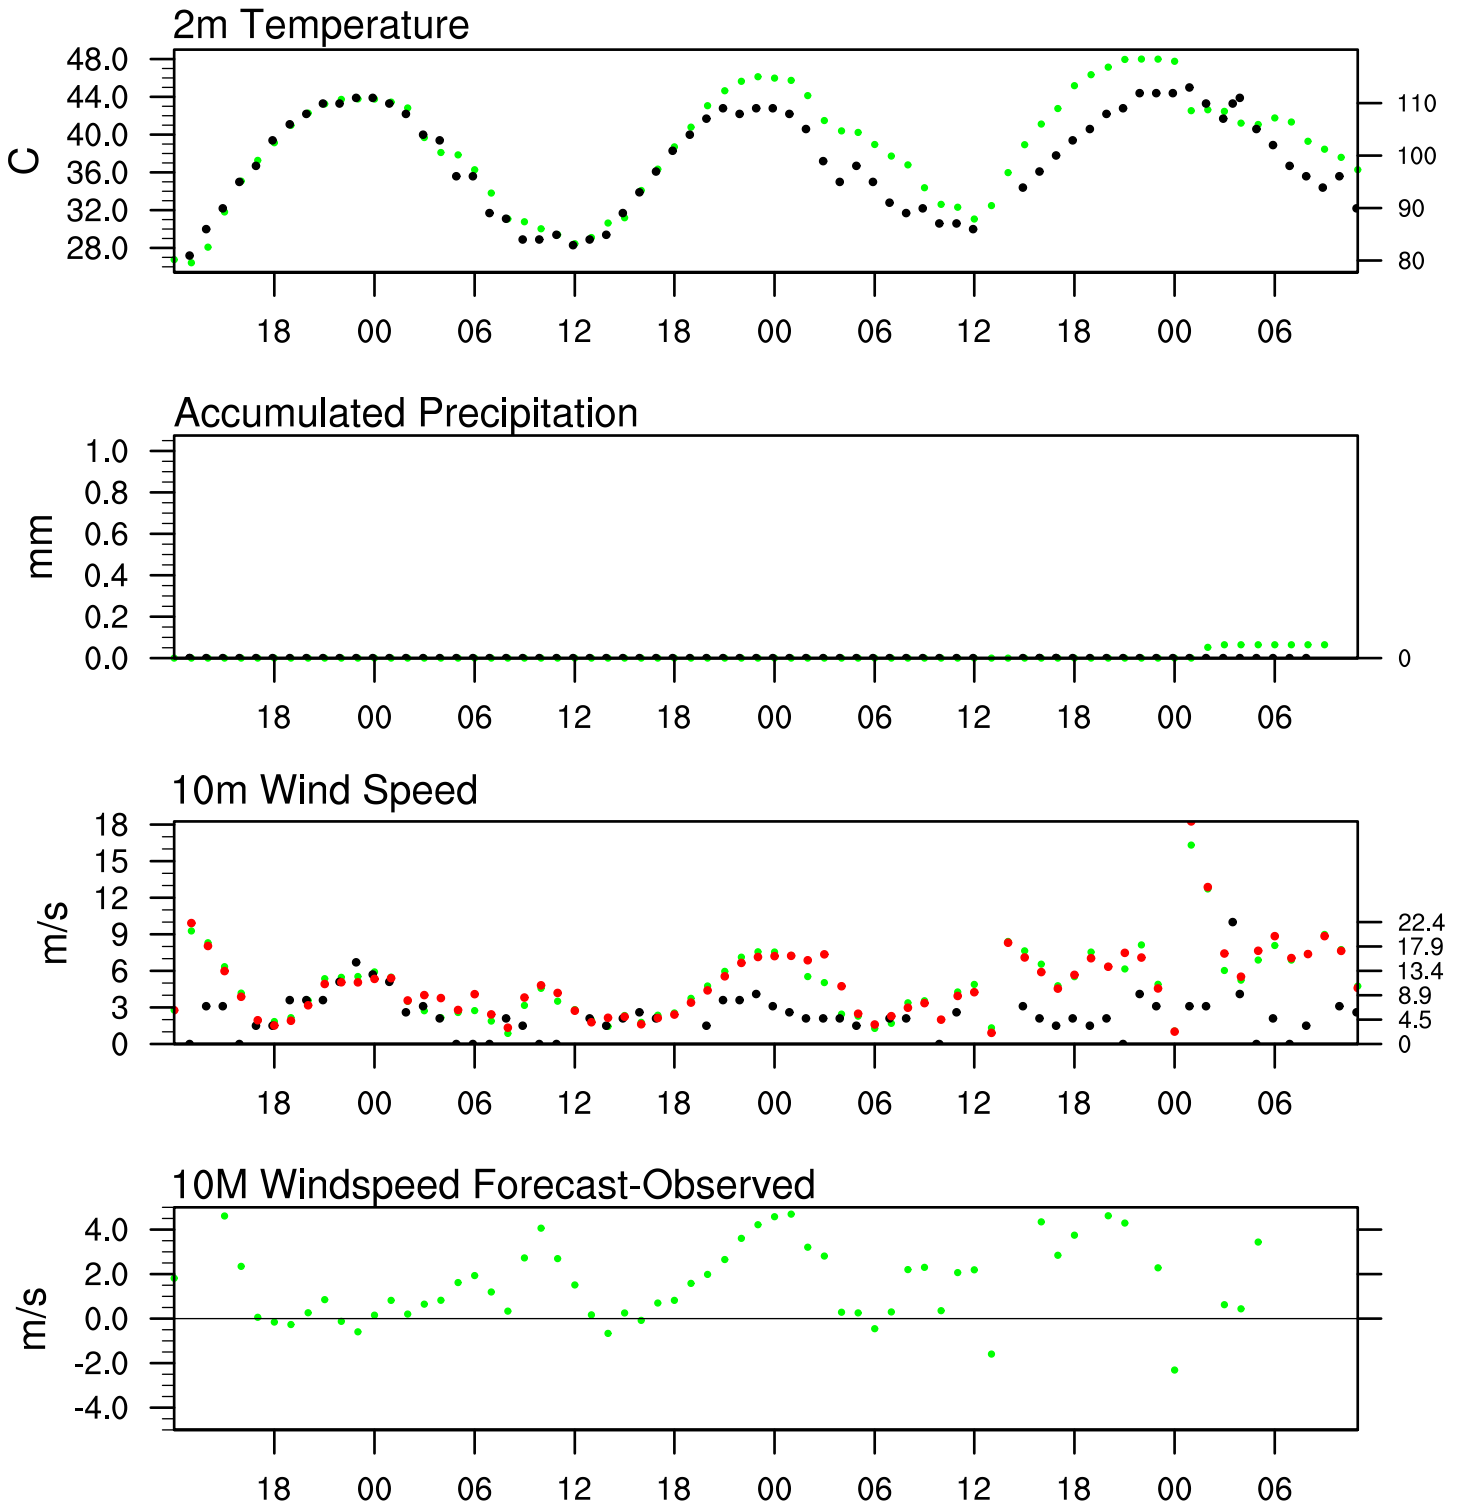 2m Temperature
48.0
44.0
40.0
36.0
32.0
28.0
C
110
100
90
80
18 00 06 12 18 00 06 12 18 00 06
Accumulated Precipitation
1.0
0.8
0.6
0.4
0.2
0.0
mm
0
18 00 06 12 18 00 06 12 18 00 06
10m Wind Speed
18
15
12
9
6
3
0
m/s
22.4
17.9
13.4
8.9
4.5
0
18 00 06 12 18 00 06 12 18 00 06
10M Windspeed Forecast-Observed
4.0
2.0
0.0
-2.0
-4.0
m/s
18 00 06 12 18 00 06 12 18 00 06